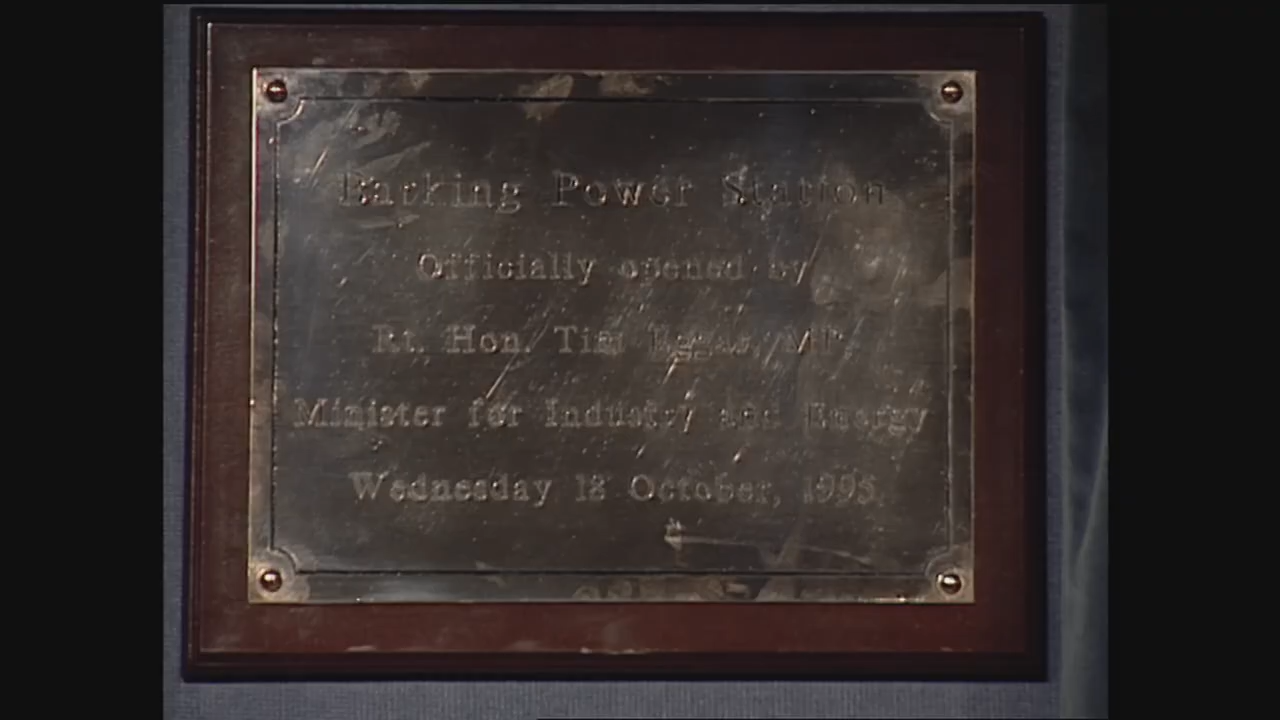 Barking Power Station
Officially opened by
Rt. Hon. Tim Eggar, MP
Minister for Industry and Energy
Wednesday 18 October, 1995